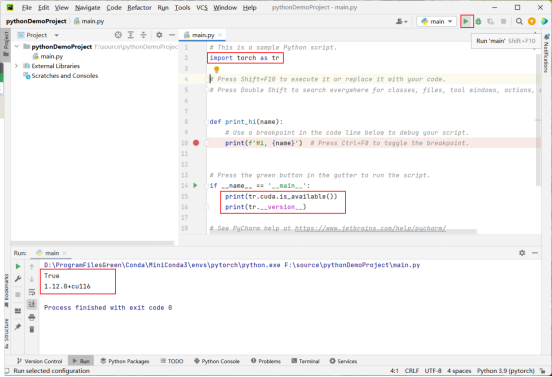 File Edit View Navigate Code Refactor Run Tools VCS Window Help pythonDemoProject - main.py
pythonDemoProject main.py
main
Run 'main' Shift+F10
Project
main.py
pythonDemoProject F:\source\pythonDemoProject
main.py
External Libraries
Scratches and Consoles
1 # This is a sample Python script.
2 import torch as tr
3
4 # Press Shift+F10 to execute it or replace it with your code.
5 # Press Double Shift to search everywhere for classes, files, tool windows, actions,
8 def print_hi(name):
9 # Use a breakpoint in the code line below to debug your script.
10 print(f'Hi, {name}') # Press Ctrl+F8 to toggle the breakpoint.
11
13 # Press the green button in the gutter to run the script.
14 if __name__ == '__main__':
15 print(tr.cuda.is_available())
16 print(tr.__version__)
18 # See PyCharm help at https://www.jetbrains.com/help/pycharm/
Project
Notifications
Bookmarks
Structure
Run: main
D:\ProgramFilesGreen\Conda\MiniConda3\envs\pytorch\python.exe F:\source\pythonDemoProject\main.py
True
1.12.0+cu116
Process finished with exit code 0
Version Control Run Python Packages TODO Python Console Problems Terminal Services
Run selected configuration 4:1 CRLF UTF-8 4 spaces Python 3.9 (pytorch)